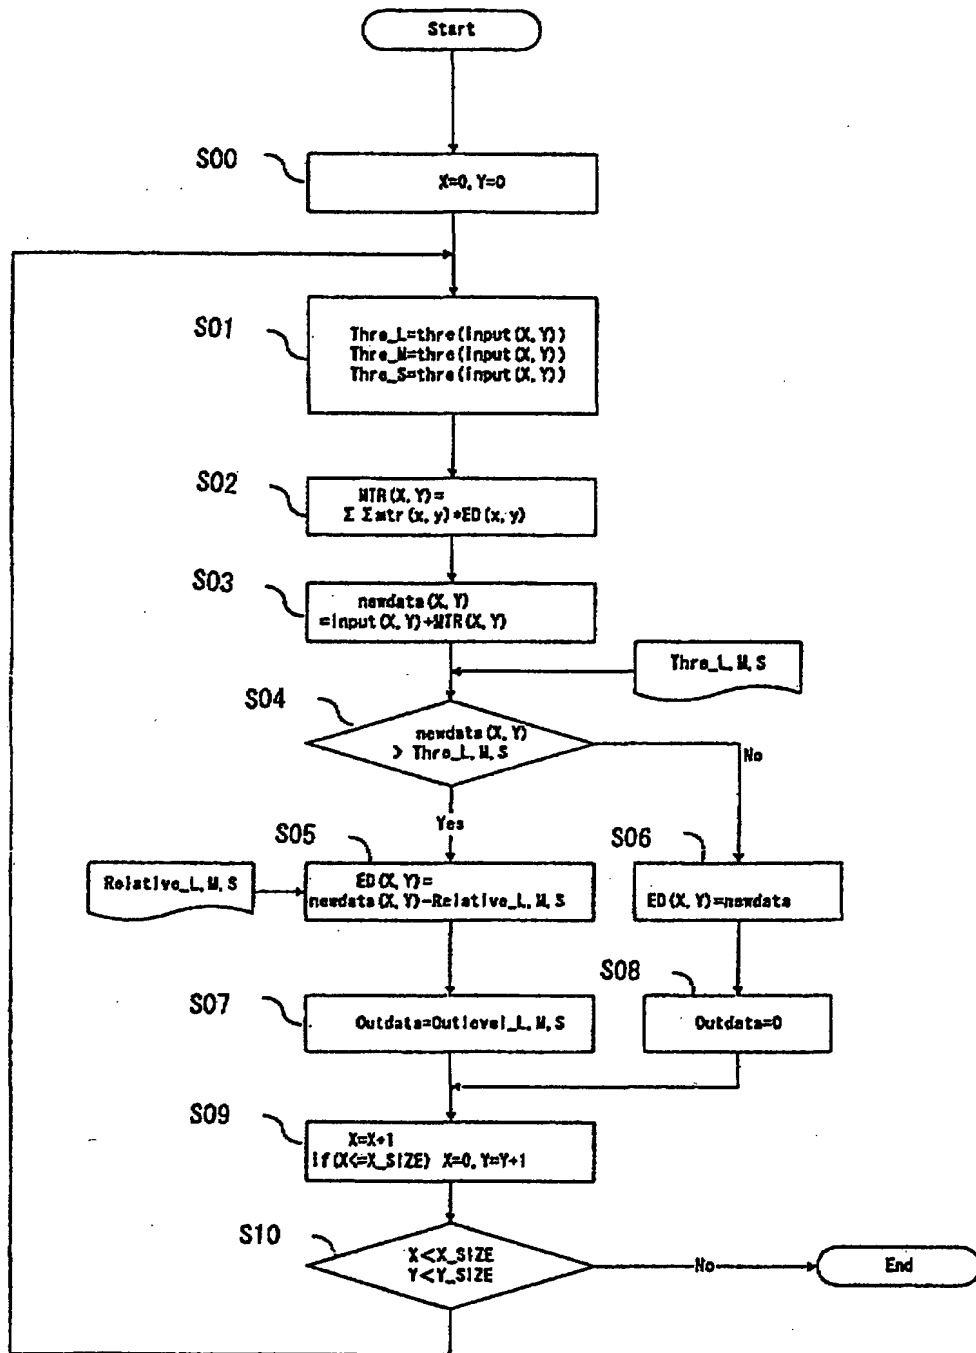 Start
S00
X=0, Y=0
S01
Thre_L=thre(input(X, Y))
Thre_M=thre(input(X, Y))
Thre_S=thre(input(X, Y))
S02
MTR(X, Y)=
Σ Σmtr(x, y)*ED(x, y)
S03
newdata(X, Y)
=input(X, Y)+MTR(X, Y)
Thre_L, M, S
S04
newdata(X, Y)
> Thre_L, M, S
No
Yes
S05
S06
Relative_L, M, S
ED(X, Y)=
newdata(X, Y)-Relative_L, M, S
ED(X, Y)=newdata
S07
S08
Outdata=Outlevel_L, M, S
Outdata=0
S09
X=X+1
if(X<=X_SIZE) X=0, Y=Y+1
S10
X<X_SIZE
Y<Y_SIZE
No
End